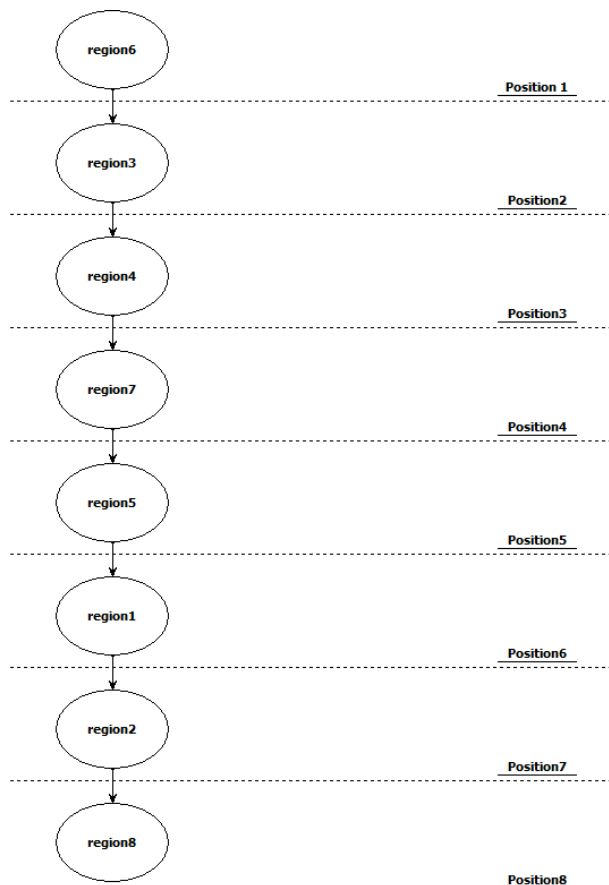 region6
Position 1
region3
Position2
region4
Position3
region7
Position4
region5
Position5
region1
Position6
region2
Position7
region8
Position8